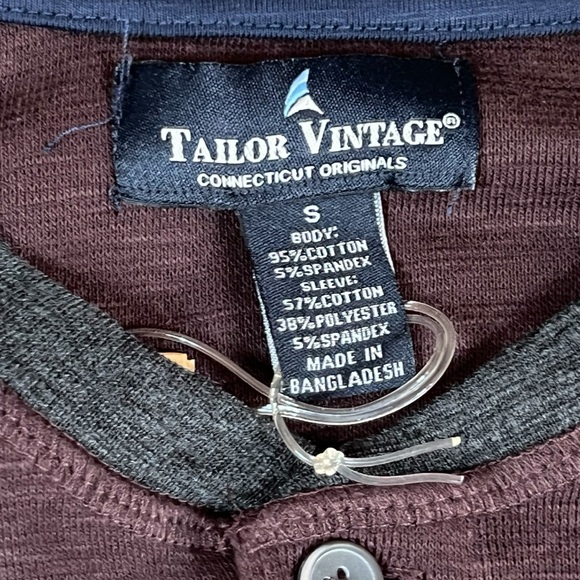 TAILOR VINTAGE®
CONNECTICUT ORIGINALS
S
BODY:
95%COTTON
5%SPANDEX
SLEEVE:
57%COTTON
38%POLYESTER
5%SPANDEX
MADE IN
BANGLADESH